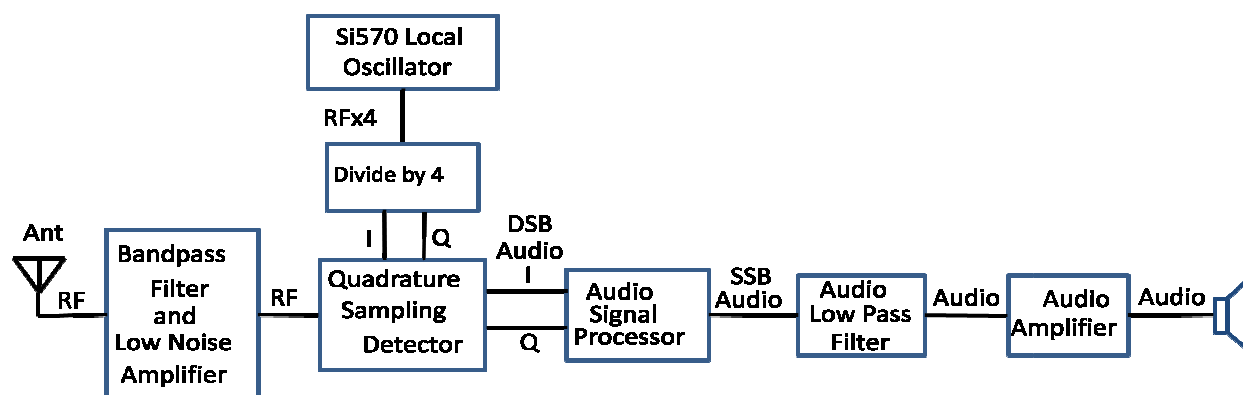 Si570 Local
Oscillator
RFx4
Divide by 4
I
Q
Ant
RF
Bandpass
Filter
and
Low Noise
Amplifier
RF
Quadrature
Sampling
Detector
DSB
Audio
I
Q
Audio
Signal
Processor
SSB
Audio
Audio
Low Pass
Filter
Audio
Audio
Amplifier
Audio